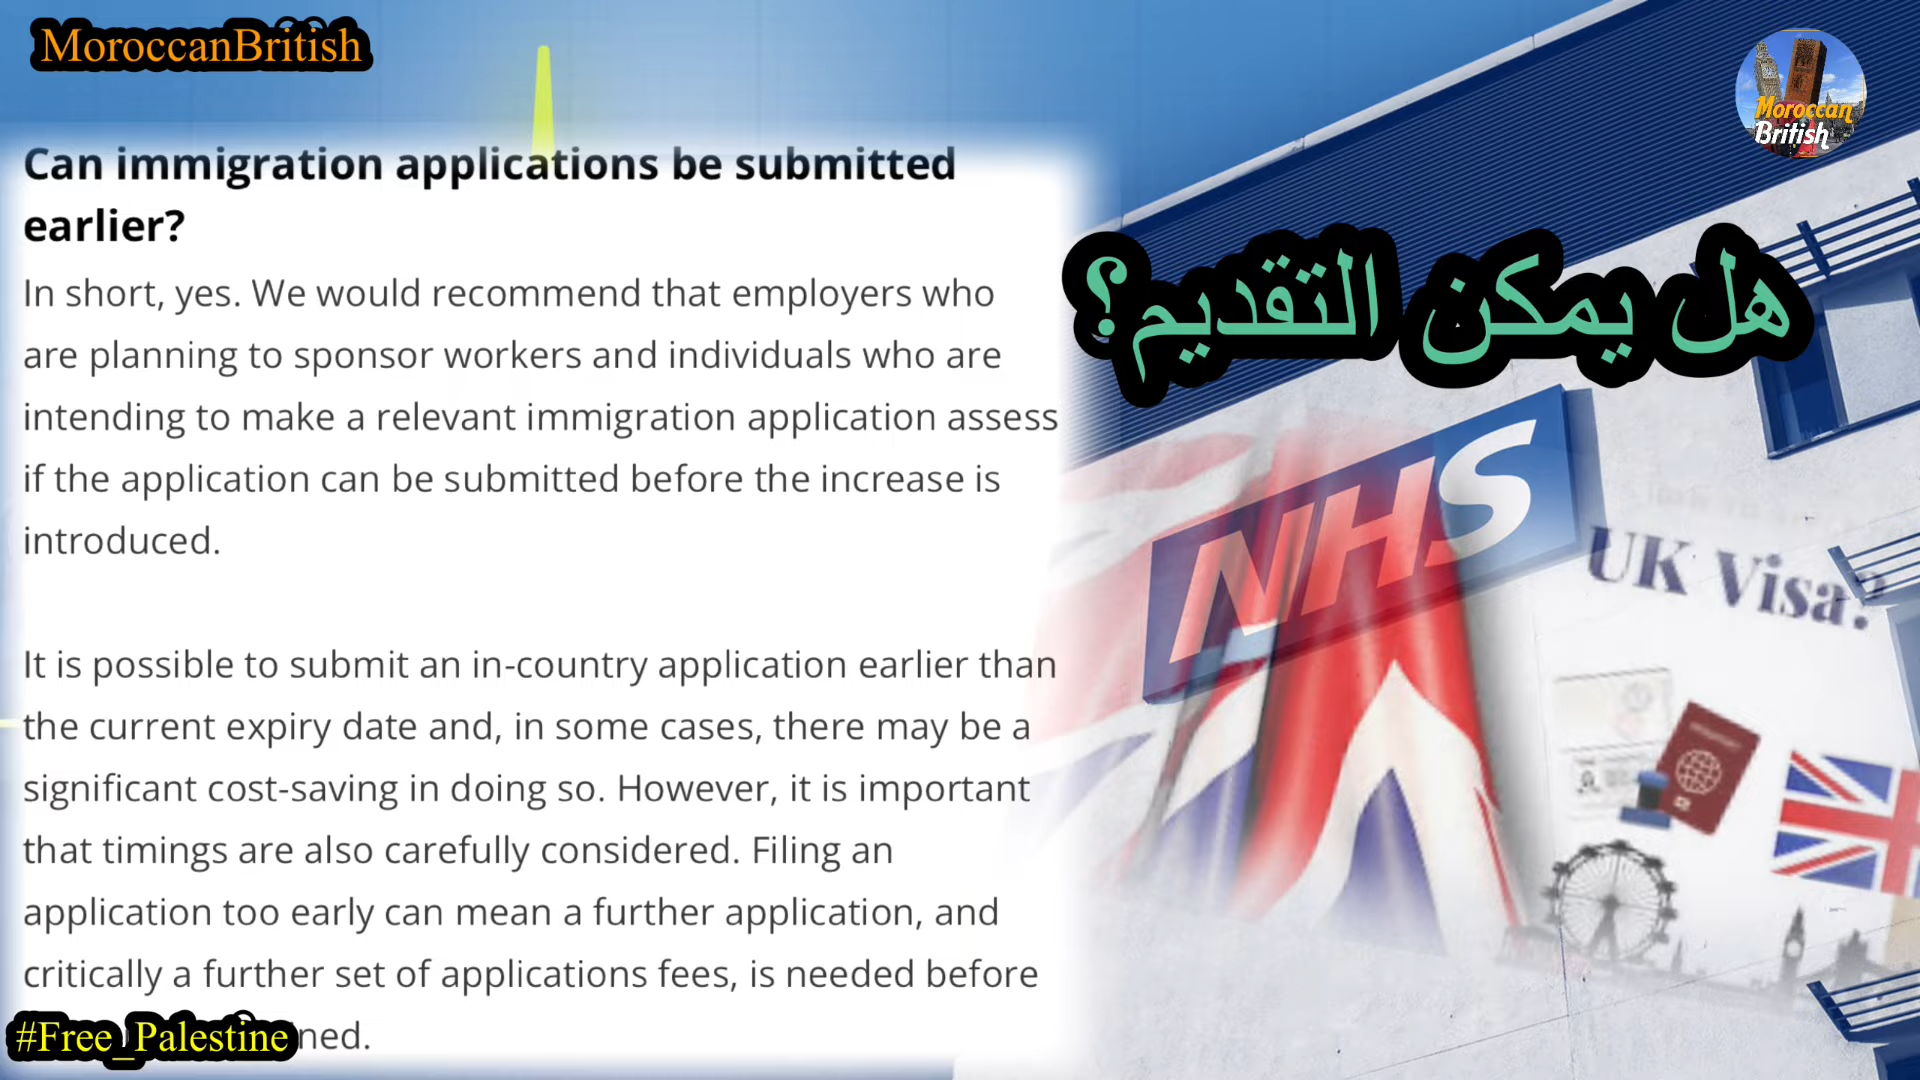 MoroccanBritish
Moroccan
British
Can immigration applications be submitted
earlier?
In short, yes. We would recommend that employers who
are planning to sponsor workers and individuals who are
intending to make a relevant immigration application assess
if the application can be submitted before the increase is
introduced.
It is possible to submit an in-country application earlier than
the current expiry date and, in some cases, there may be a
significant cost-saving in doing so. However, it is important
that timings are also carefully considered. Filing an
application too early can mean a further application, and
critically a further set of applications fees, is needed before
ned.
#Free_Palestine
هل يمكن التقديم؟
NHS
UK Visa?